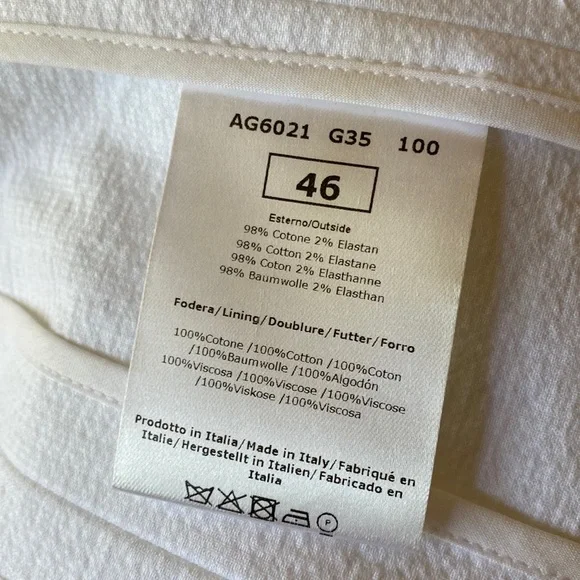 AG6021 G35 100
46
Esterno/Outside
98% Cotone 2% Elastan
98% Cotton 2% Elastane
98% Coton 2% Elasthanne
98% Baumwolle 2% Elasthan
Fodera/Lining/Doublure/Futter/Forro
100%Cotone /100%Cotton /100%Coton
/100%Baumwolle /100%Algodón
100%Viscosa /100%Viscose /100%Viscose
/100%Viskose /100%Viscosa
Prodotto in Italia/Made in Italy/Fabriqué en
Italie/Hergestellt in Italien/Fabricado en
Italia
P